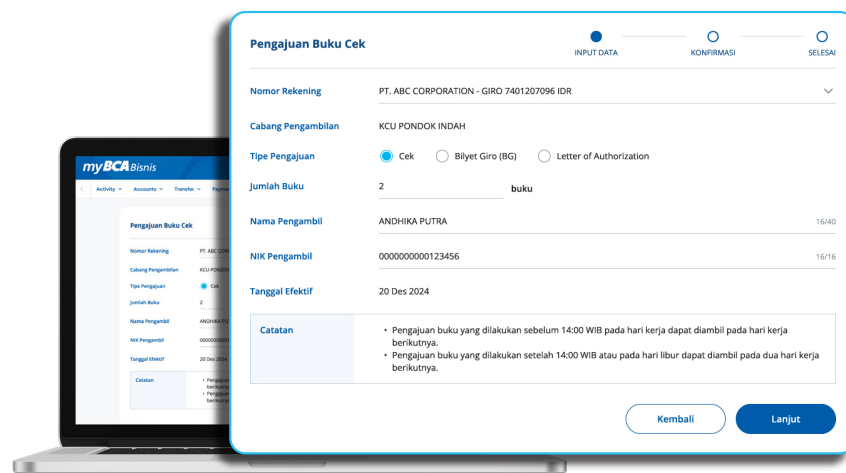 Pengajuan Buku Cek
INPUT DATA
KONFIRMASI
SELESAI
Nomor Rekening
PT. ABC CORPORATION - GIRO 7401207096 IDR
Cabang Pengambilan
KCU PONDOK INDAH
Tipe Pengajuan
Cek
Bilyet Giro (BG)
Letter of Authorization
Jumlah Buku
2
buku
Nama Pengambil
ANDHIKA PUTRA
16/40
NIK Pengambil
0000000000123456
16/16
Tanggal Efektif
20 Des 2024
Catatan
• Pengajuan buku yang dilakukan sebelum 14:00 WIB pada hari kerja dapat diambil pada hari kerja
berikutnya.
• Pengajuan buku yang dilakukan setelah 14:00 WIB atau pada hari libur dapat diambil pada dua hari kerja
berikutnya.
Kembali
Lanjut
myBCA Bisnis
Activity
Accounts
Transfer
Pengajuan Buku Cek
Nomor Rekening
PT. ABC
Cabang Pengambilan
KCU
Tipe Pengajuan
Cek
Jumlah Buku
2
Nama Pengambil
NIK Pengambil
Tanggal Efektif
20 Des 2024
Catatan